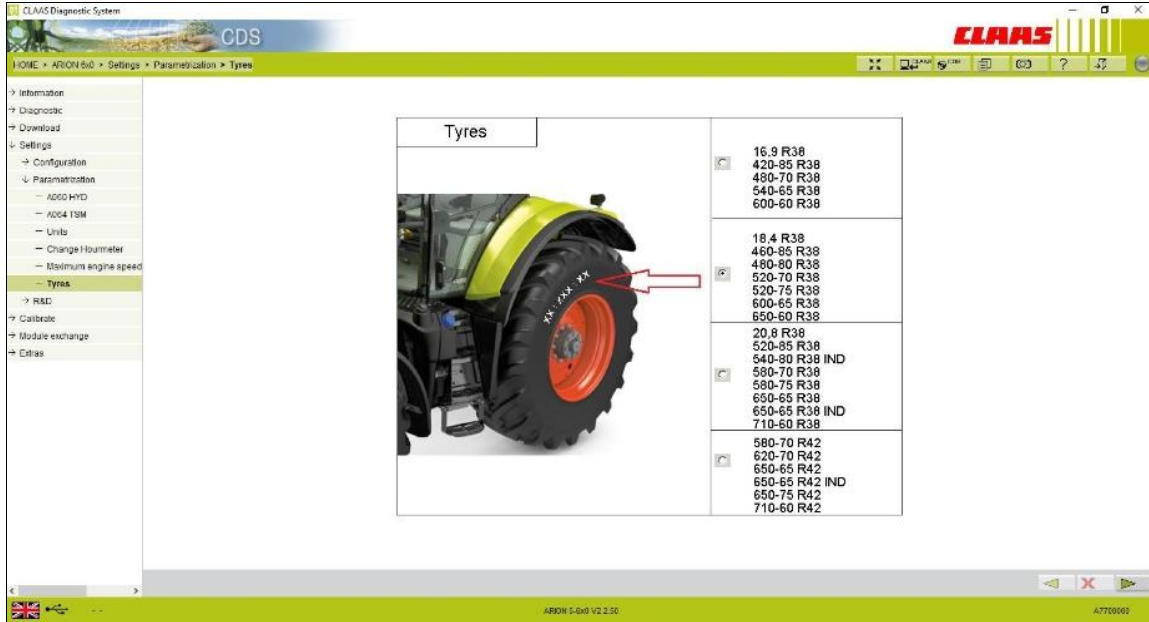 CLAAS Diagnostic System
CDS
CLAAS
HOME ▸ ARION 6x0 ▸ Settings ▸ Parametrization ▸ Tyres
→ Information
→ Diagnostic
→ Download
↓ Settings
→ Configuration
↓ Parametrization
— A060 HYD
— A064 TSM
— Units
— Change Hourmeter
— Maximum engine speed
— Tyres
→ R&D
→ Calibrate
→ Module exchange
→ Extras
Tyres
XX : XXX : XX
16,9 R38
420-85 R38
480-70 R38
540-65 R38
600-60 R38
18,4 R38
460-85 R38
480-80 R38
520-70 R38
520-75 R38
600-65 R38
650-60 R38
20,8 R38
520-85 R38
540-80 R38 IND
580-70 R38
580-75 R38
650-65 R38
650-65 R38 IND
710-60 R38
580-70 R42
620-70 R42
650-65 R42
650-65 R42 IND
650-75 R42
710-60 R42
ARION 5-6x0 V2 2.50